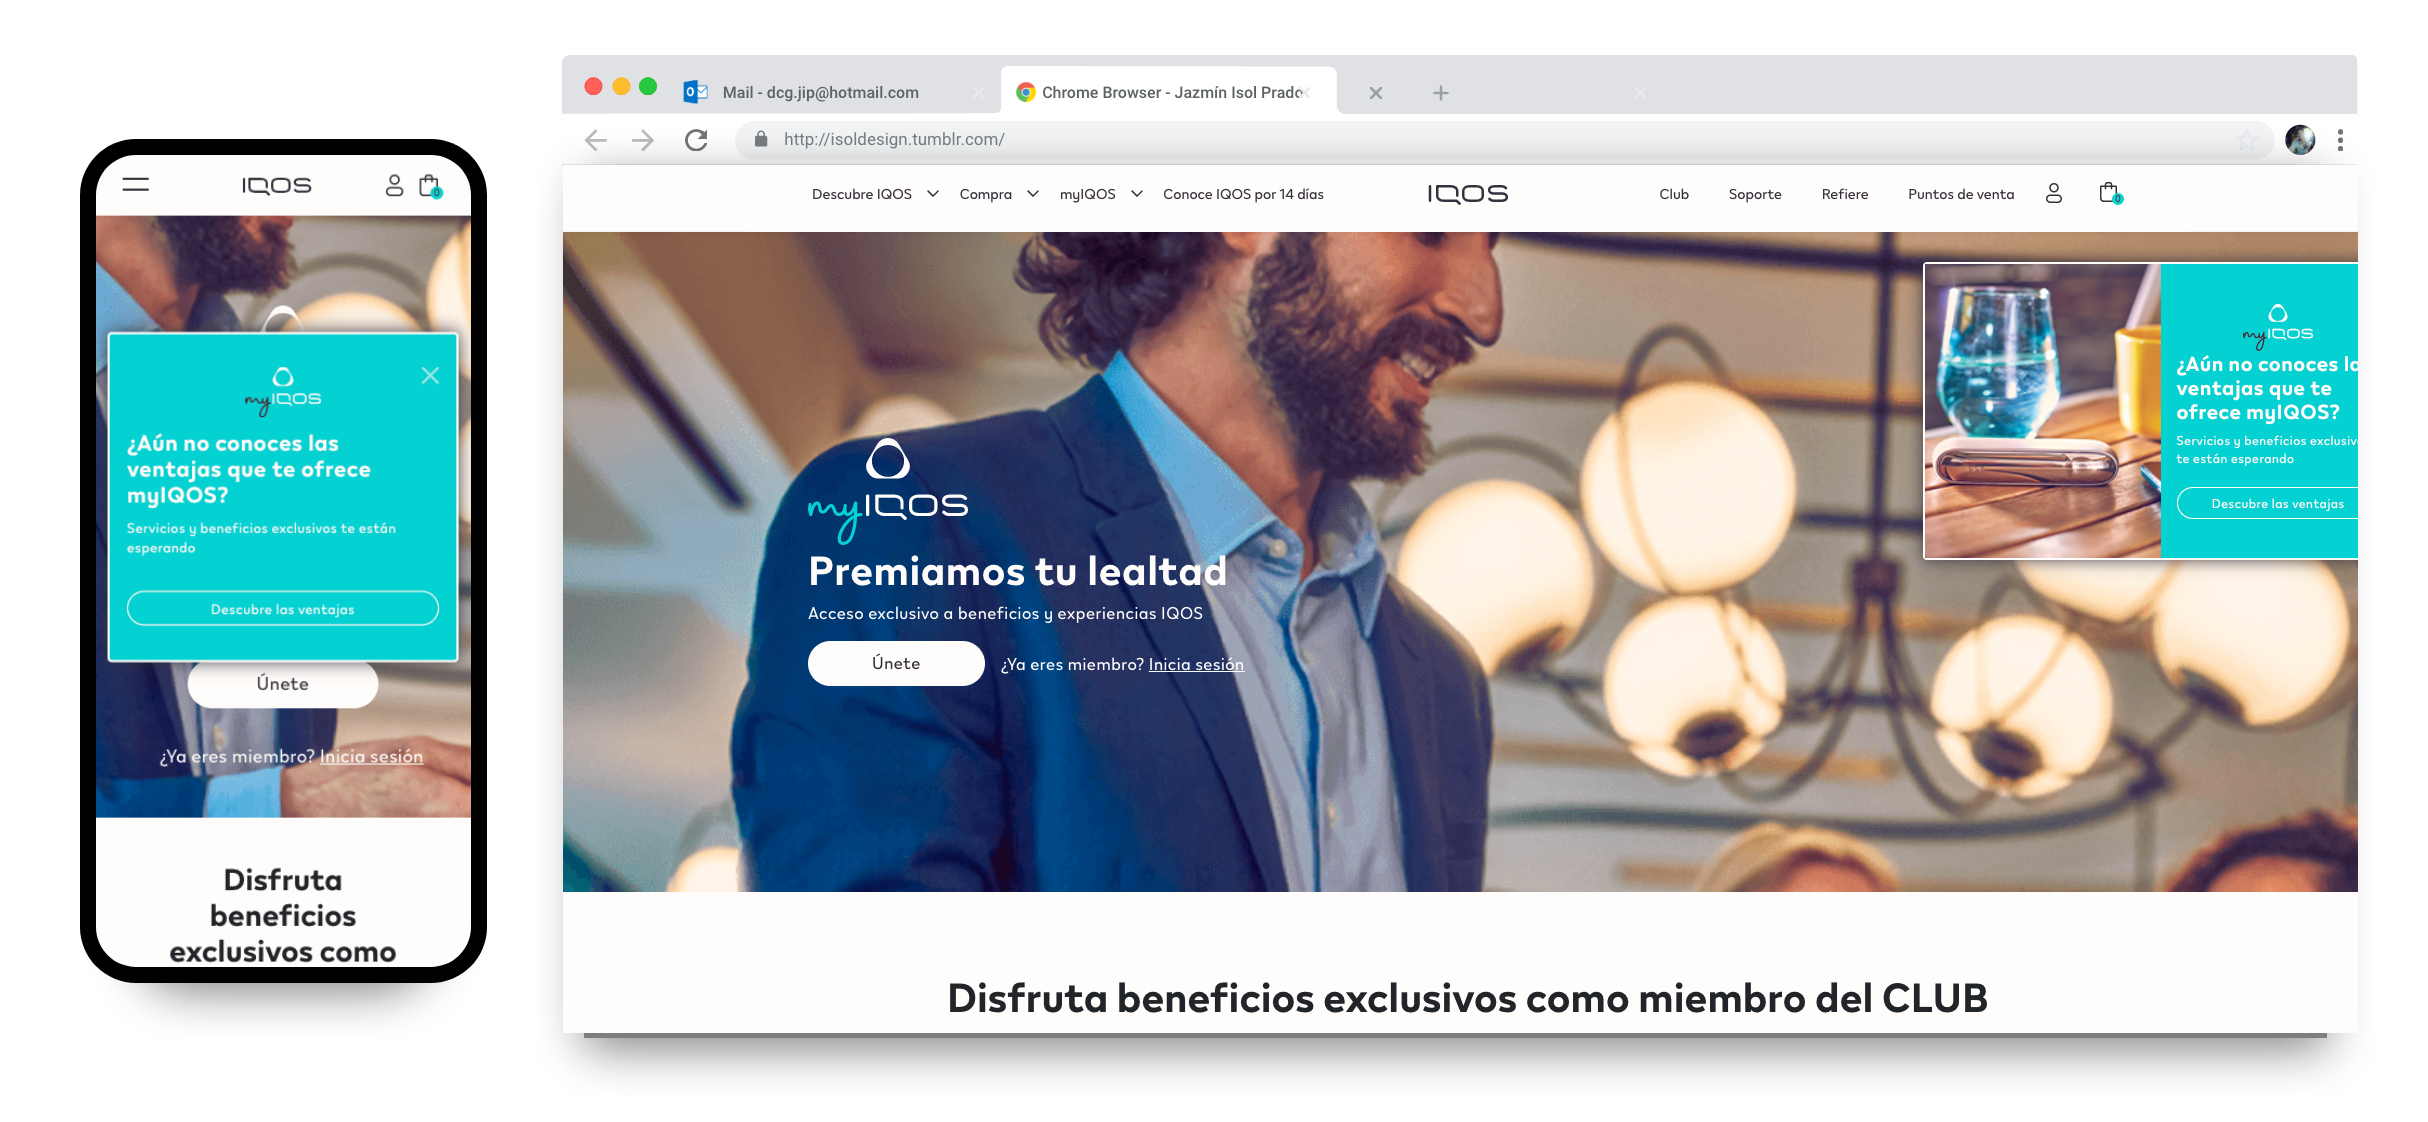 IQOS
0
myIQOS
¿Aún no conoces las
ventajas que te ofrece
myIQOS?
Servicios y beneficios exclusivos te están
esperando
Descubre las ventajas
Únete
¿Ya eres miembro? Inicia sesión
Disfruta
beneficios
exclusivos como
Mail - dcg.jip@hotmail.com
Chrome Browser - Jazmín Isol Prado
http://isoldesign.tumblr.com/
Descubre IQOS Compra myIQOS Conoce IQOS por 14 días IQOS Club Soporte Refiere Puntos de venta 0
myIQOS
Premiamos tu lealtad
Acceso exclusivo a beneficios y experiencias IQOS
Únete ¿Ya eres miembro? Inicia sesión
myIQOS
¿Aún no conoces la
ventajas que te
ofrece myIQOS?
Servicios y beneficios exclusiv
te están esperando
Descubre las ventajas
Disfruta beneficios exclusivos como miembro del CLUB